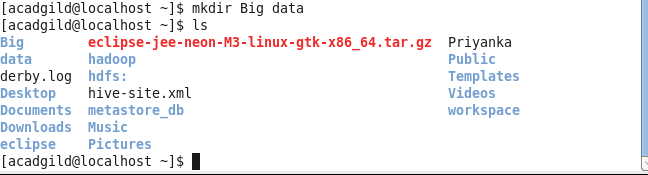 [acadgild@localhost ~]$ mkdir Big data
[acadgild@localhost ~]$ ls
Big        eclipse-jee-neon-M3-linux-gtk-x86_64.tar.gz  Priyanka
data       hadoop                                       Public
derby.log  hdfs:                                        Templates
Desktop    hive-site.xml                                Videos
Documents  metastore_db                                 workspace
Downloads  Music
eclipse    Pictures
[acadgild@localhost ~]$